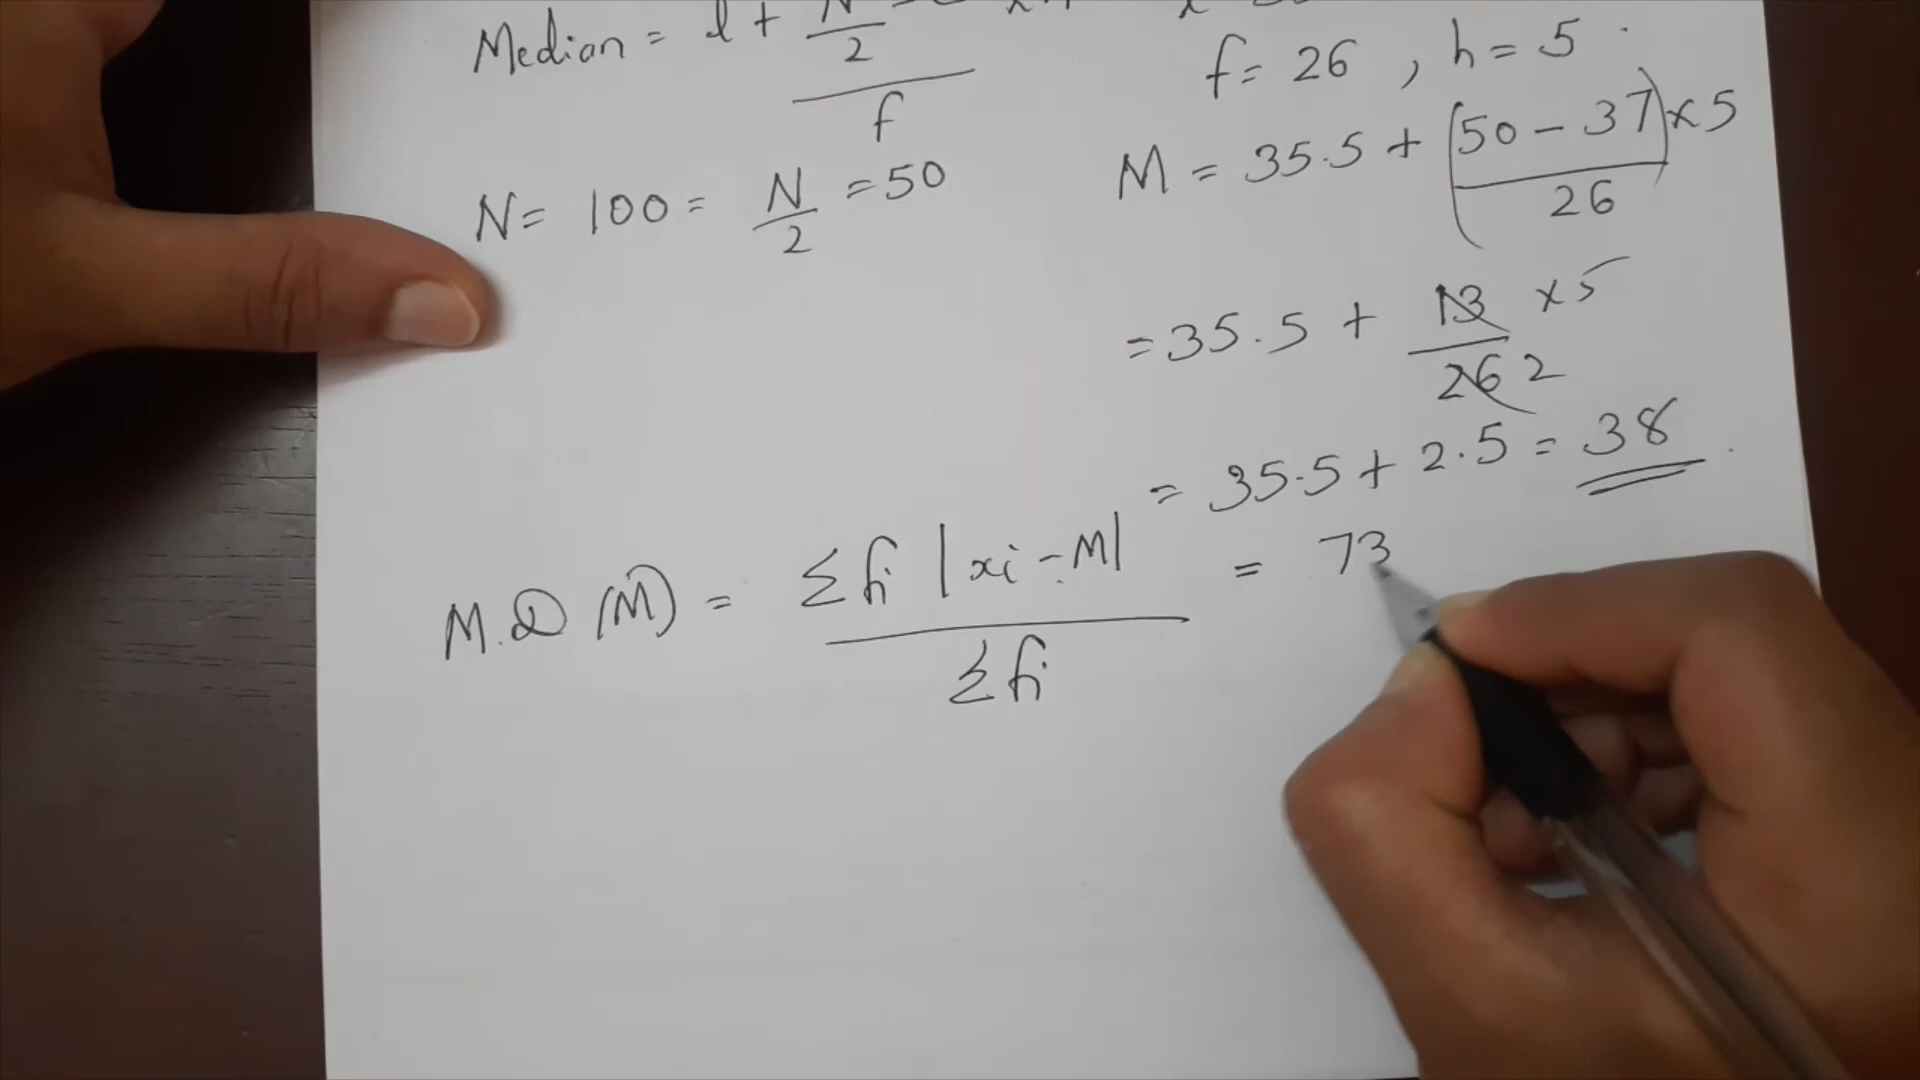 Median = l + N/2 / f
f = 26 , h = 5
N = 100 = N/2 = 50
M = 35.5 + (50 - 37 / 26) x 5
= 35.5 + 13/26 2 x 5
= 35.5 + 2.5 = 38
M.D (M) = Σfi |xi - M| / Σfi = 73